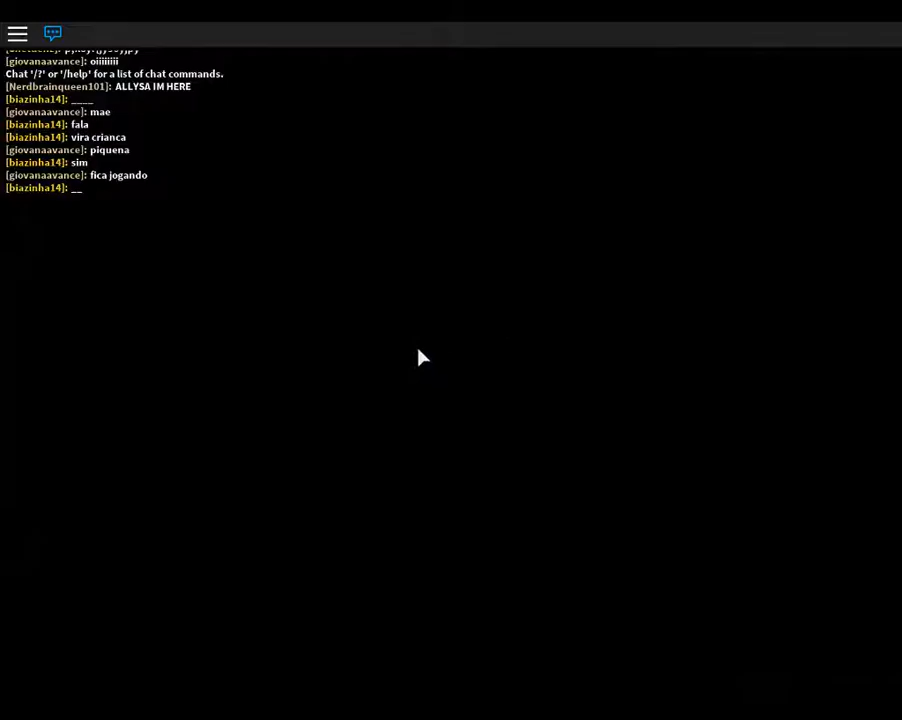 [giovanaavance]: oiiiiiiii
Chat '/?' or '/help' for a list of chat commands.
[Nerdbrainqueen101]: ALLYSA IM HERE
[biazinha14]: ____
[giovanaavance]: mae
[biazinha14]: fala
[biazinha14]: vira crianca
[giovanaavance]: piquena
[biazinha14]: sim
[giovanaavance]: fica jogando
[biazinha14]: __